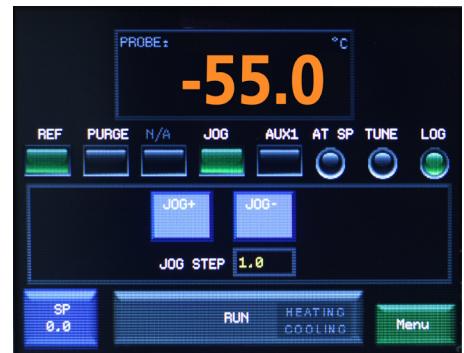 PROBE: °C
-55.0
REF PURGE N/A JOG AUX1 AT SP TUNE LOG
JOG+ JOG-
JOG STEP 1.0
SP
0.0
RUN
HEATING
COOLING
Menu